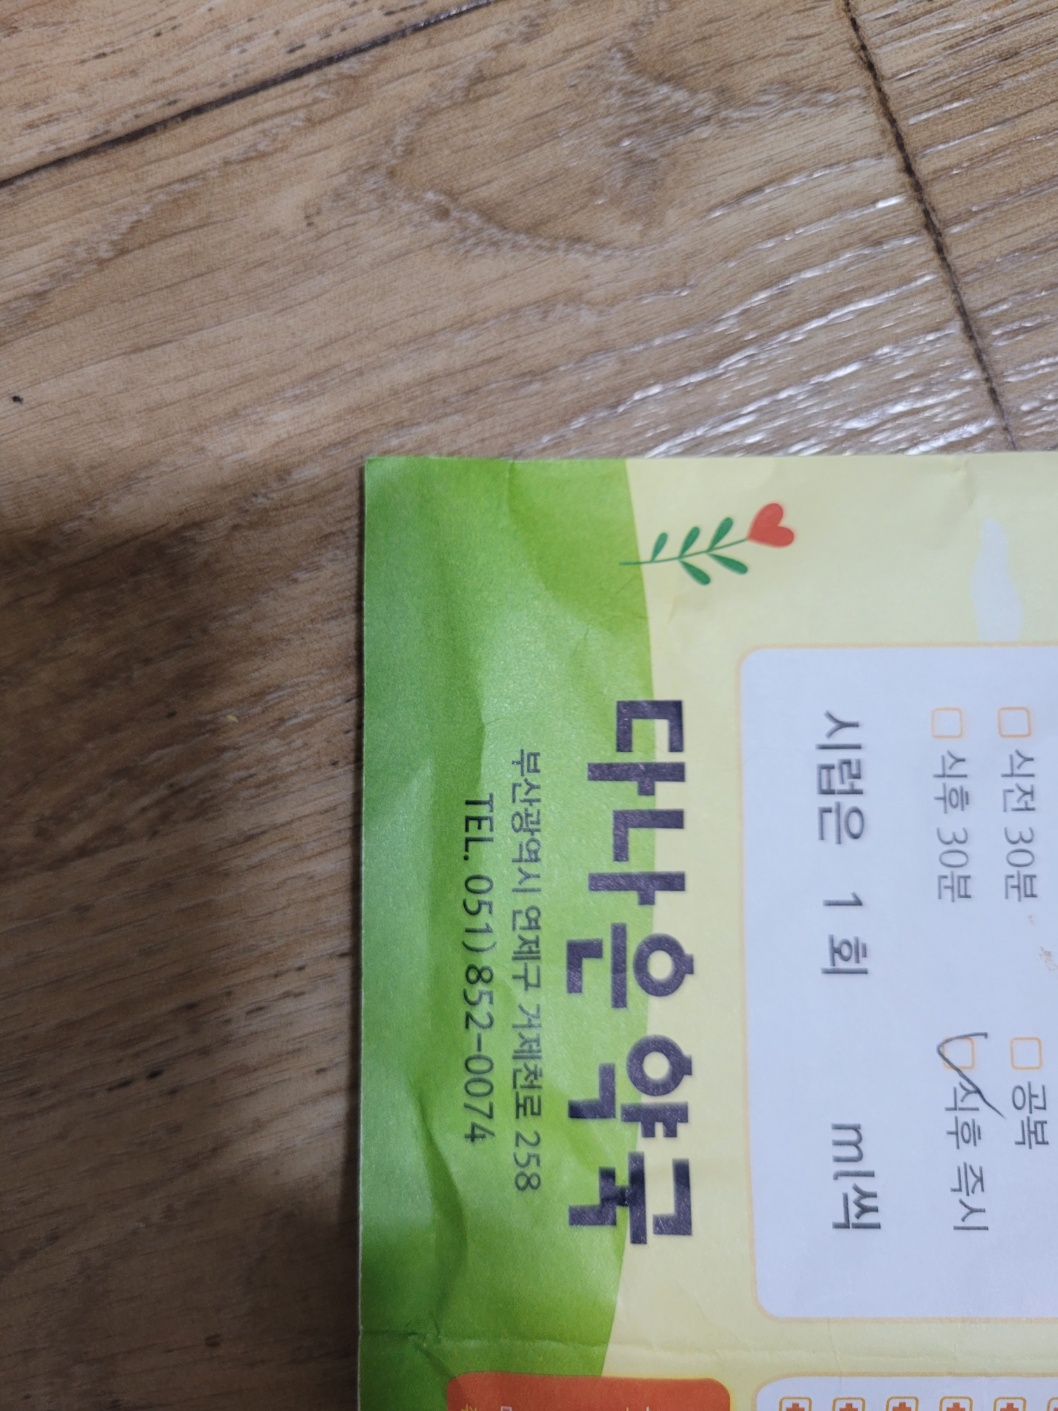 □ 식전 30분 □ 공복
□ 식후 30분 ☑ 식후 즉시
시럽은 1 회 ml씩
다나은약국
부산광역시 연제구 거제천로 258
TEL. 051) 852-0074